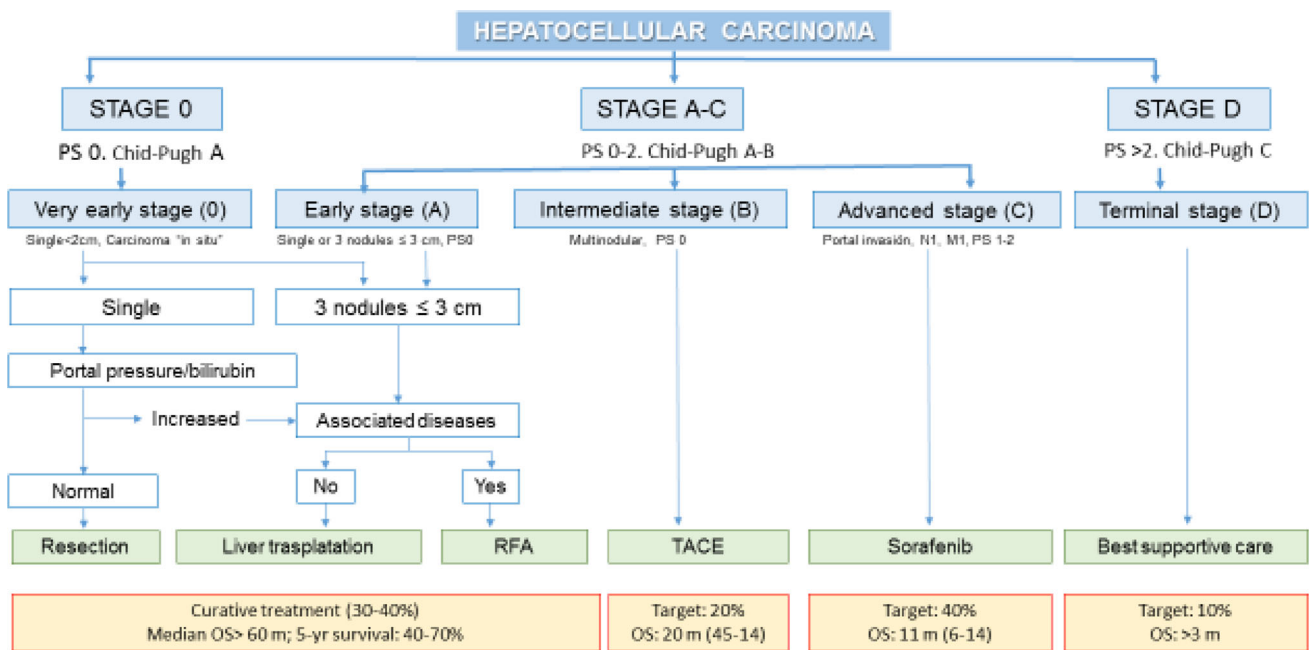 HEPATOCELLULAR CARCINOMA
STAGE 0
STAGE A-C
STAGE D
PS 0. Chid-Pugh A
PS 0-2. Chid-Pugh A-B
PS >2. Chid-Pugh C
Very early stage (0)
Early stage (A)
Intermediate stage (B)
Advanced stage (C)
Terminal stage (D)
Single<2cm, Carcinoma "in situ"
Single or 3 nodules ≤ 3 cm, PS0
Multinodular, PS 0
Portal invasión, N1, M1, PS 1-2
Single
3 nodules ≤ 3 cm
Portal pressure/bilirubin
Increased
Associated diseases
Normal
No
Yes
Resection
Liver trasplatation
RFA
TACE
Sorafenib
Best supportive care
Curative treatment (30-40%)
Median OS> 60 m; 5-yr survival: 40-70%
Target: 20%
OS: 20 m (45-14)
Target: 40%
OS: 11 m (6-14)
Target: 10%
OS: >3 m